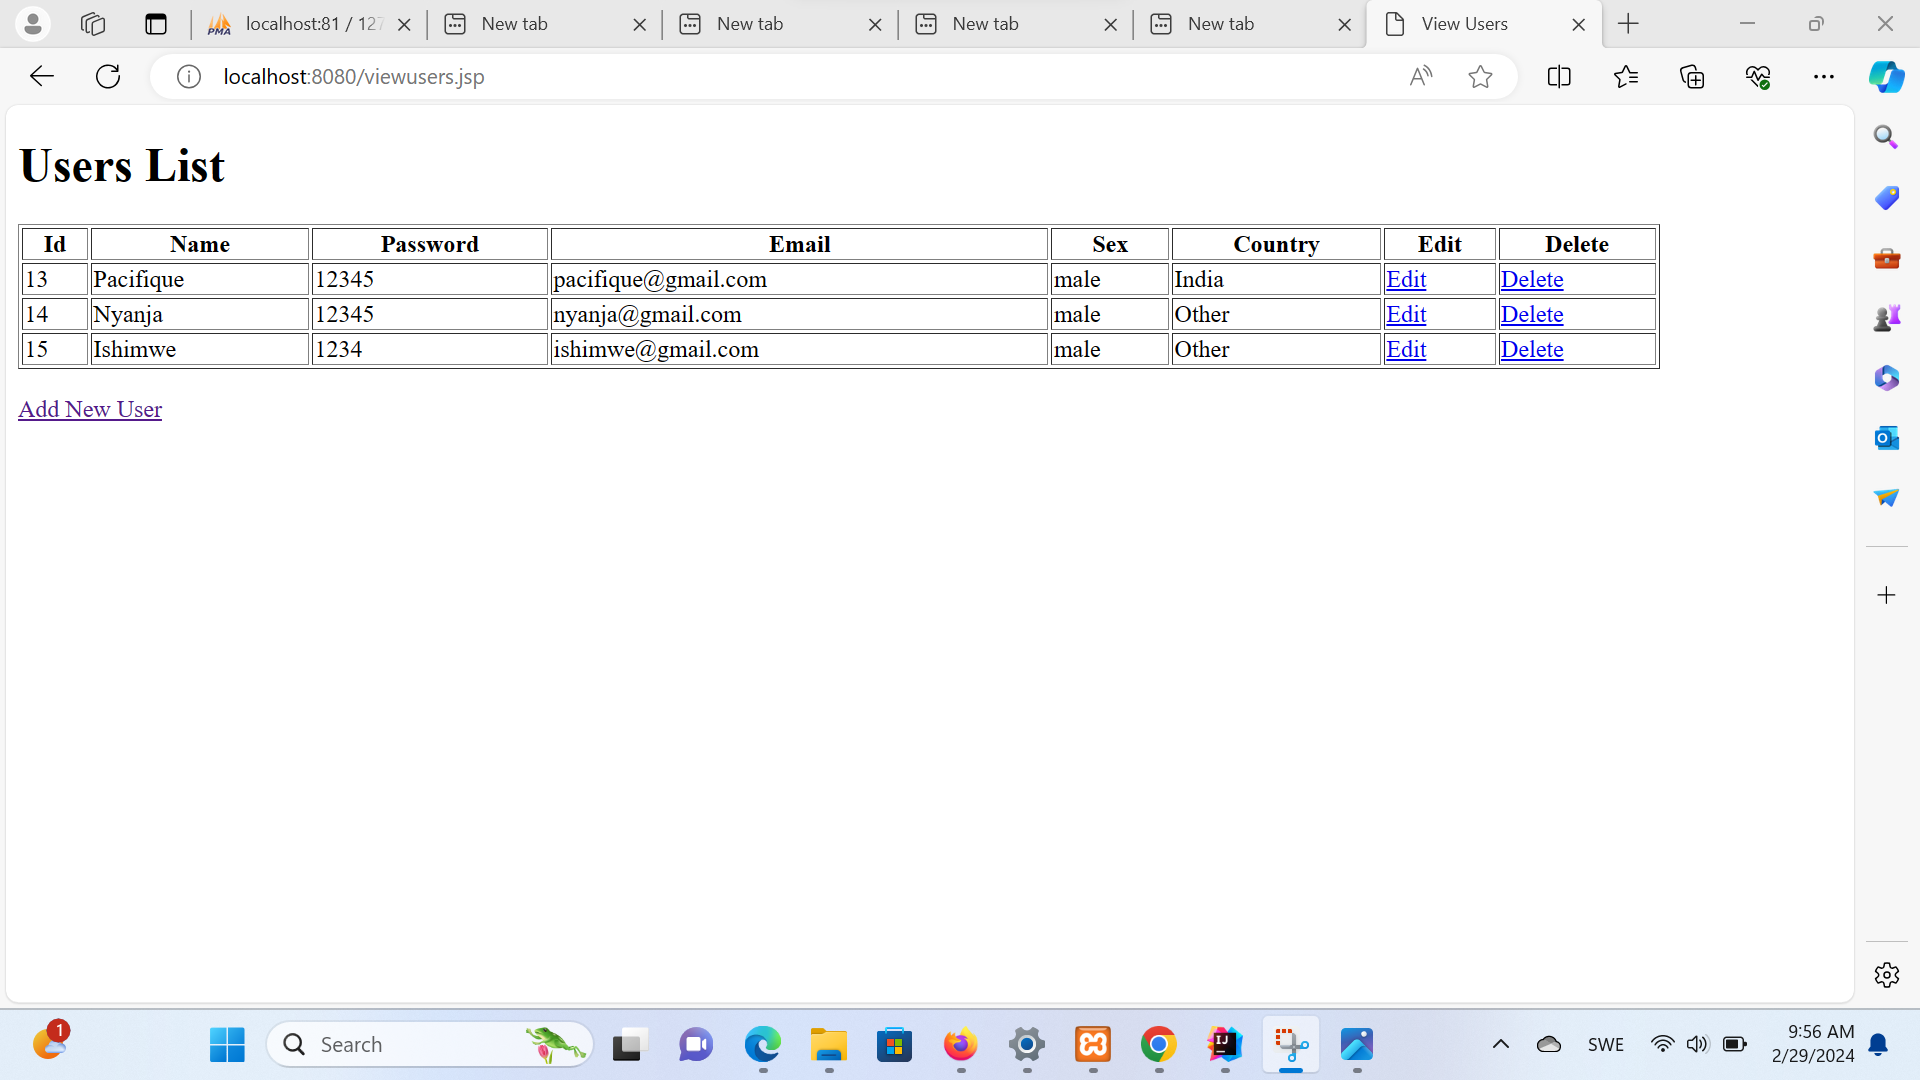 localhost:81 / 127
New tab
New tab
New tab
New tab
View Users
localhost:8080/viewusers.jsp
Users List
Id Name Password Email Sex Country Edit Delete
13 Pacifique 12345 pacifique@gmail.com male India Edit Delete
14 Nyanja 12345 nyanja@gmail.com male Other Edit Delete
15 Ishimwe 1234 ishimwe@gmail.com male Other Edit Delete
Add New User
1
Search
SWE
9:56 AM
2/29/2024